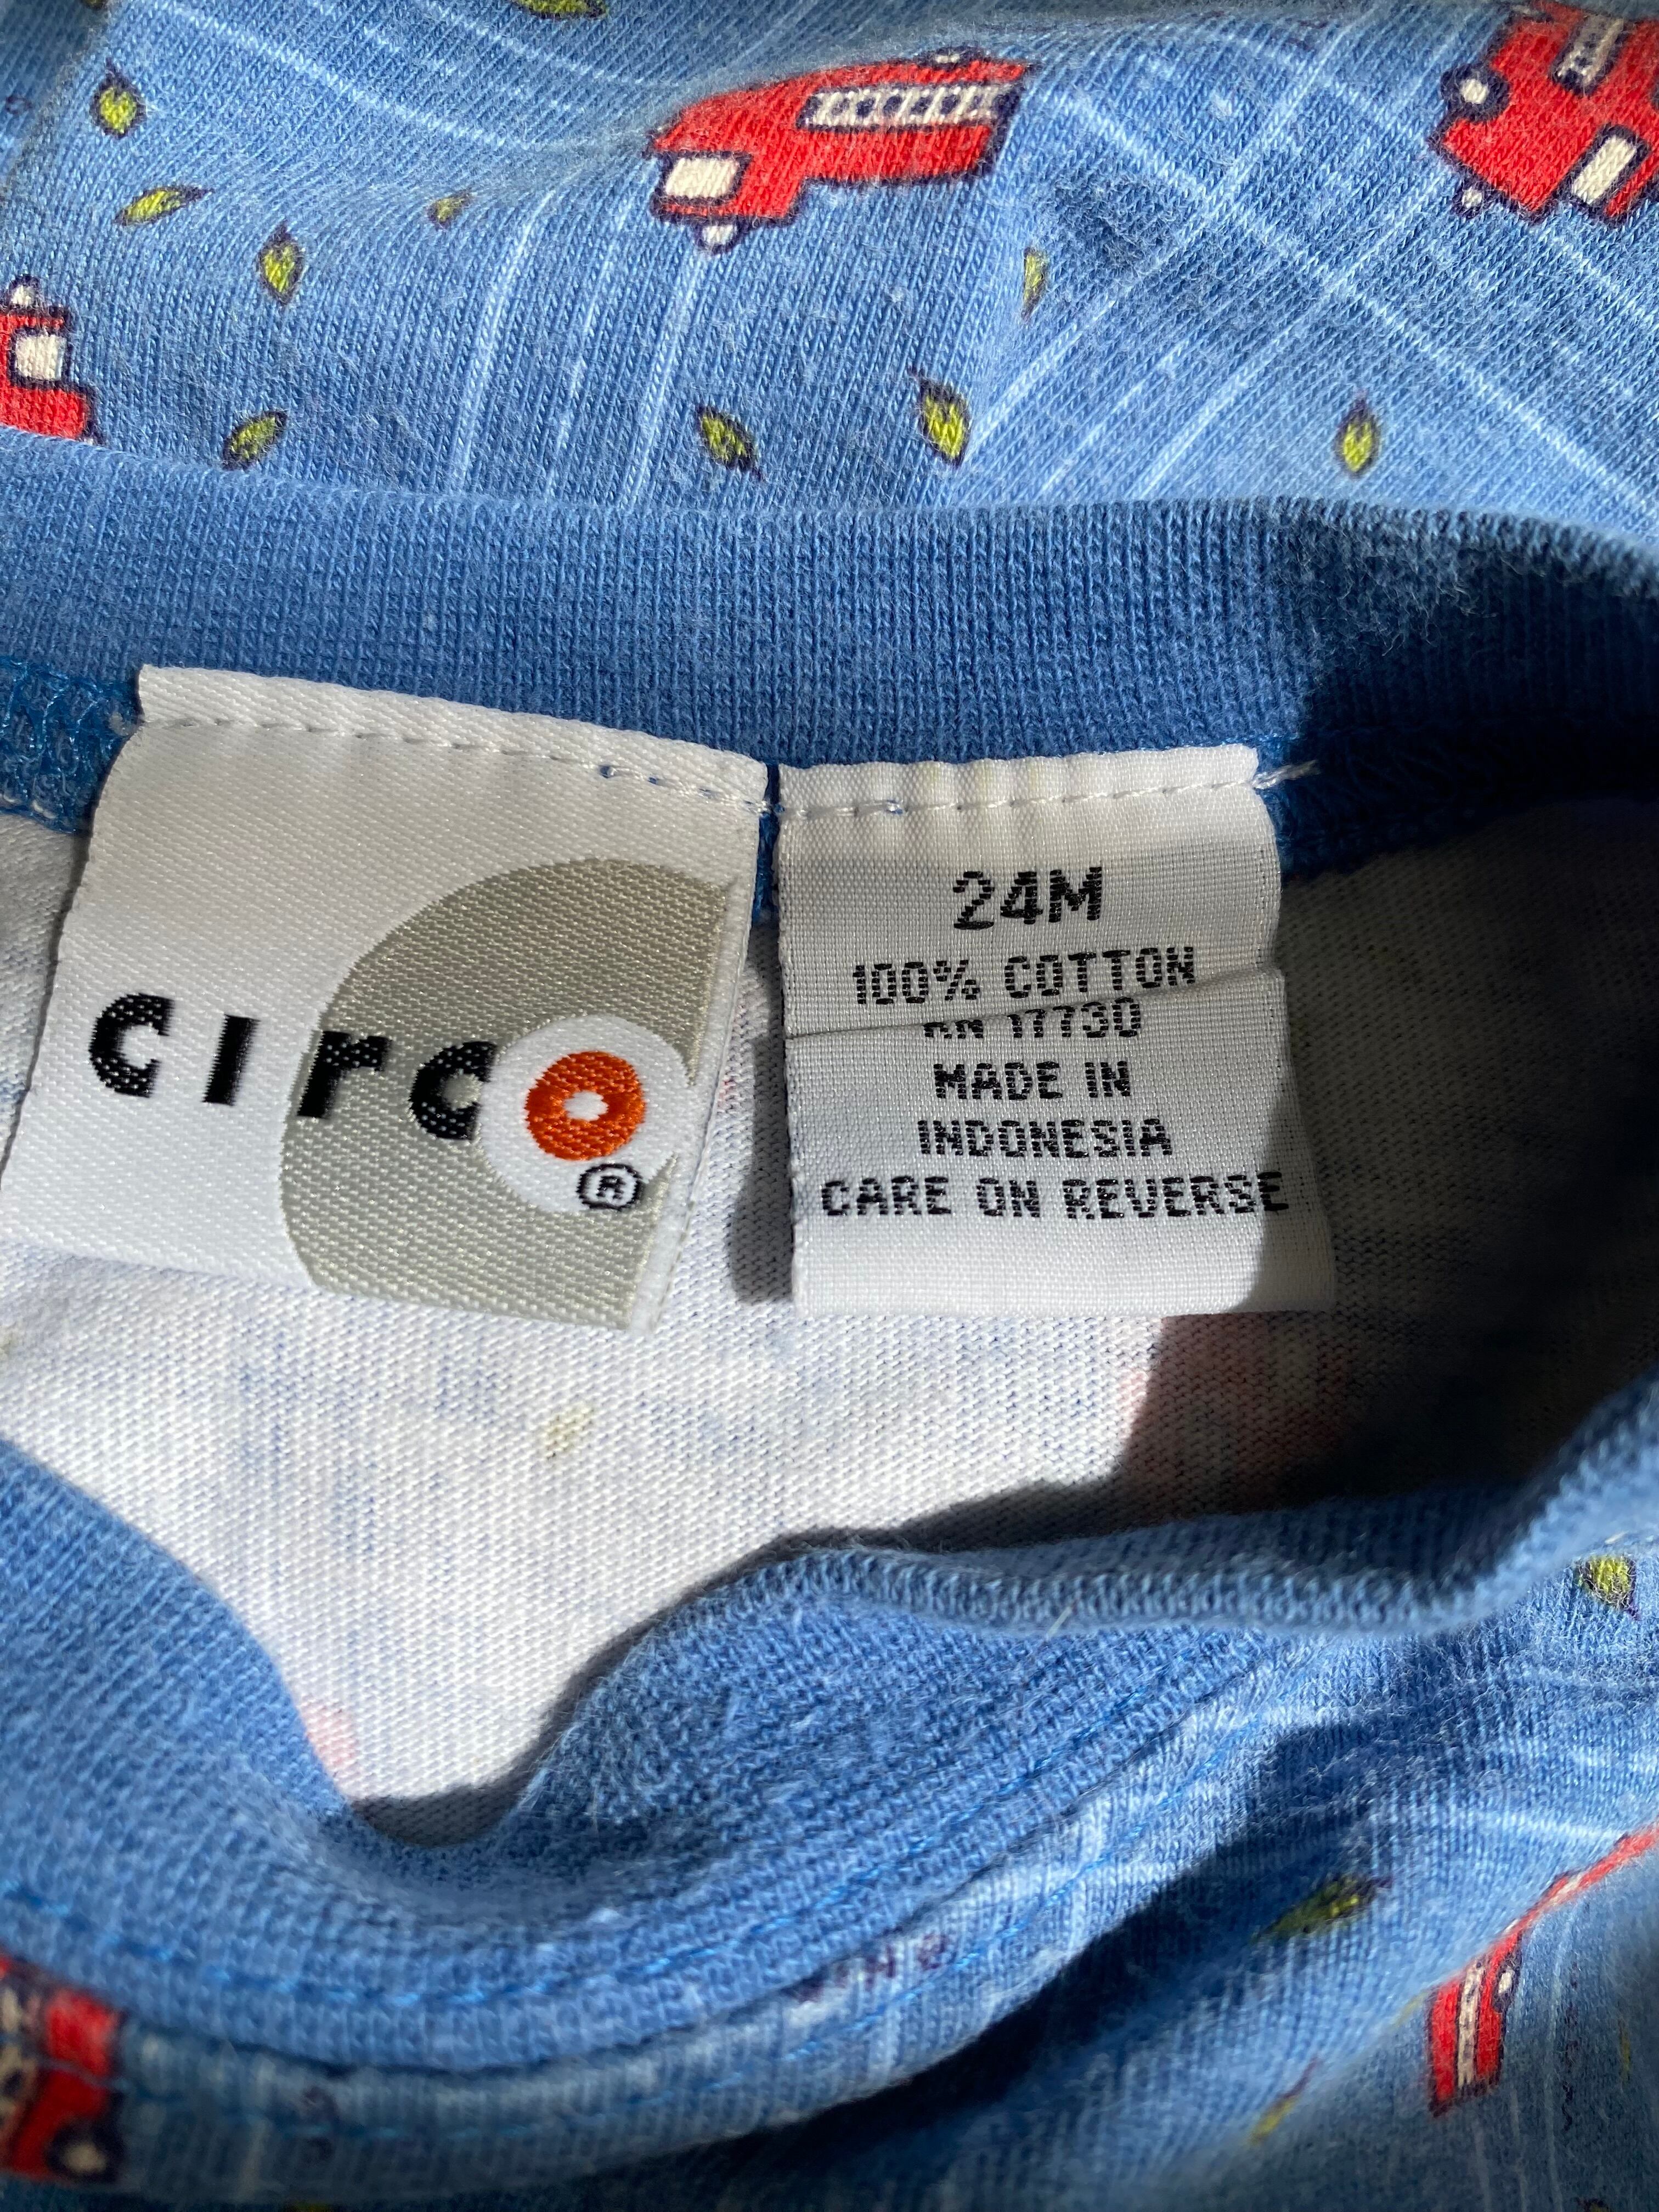 circo®
24M
100% COTTON
RN 17730
MADE IN
INDONESIA
CARE ON REVERSE